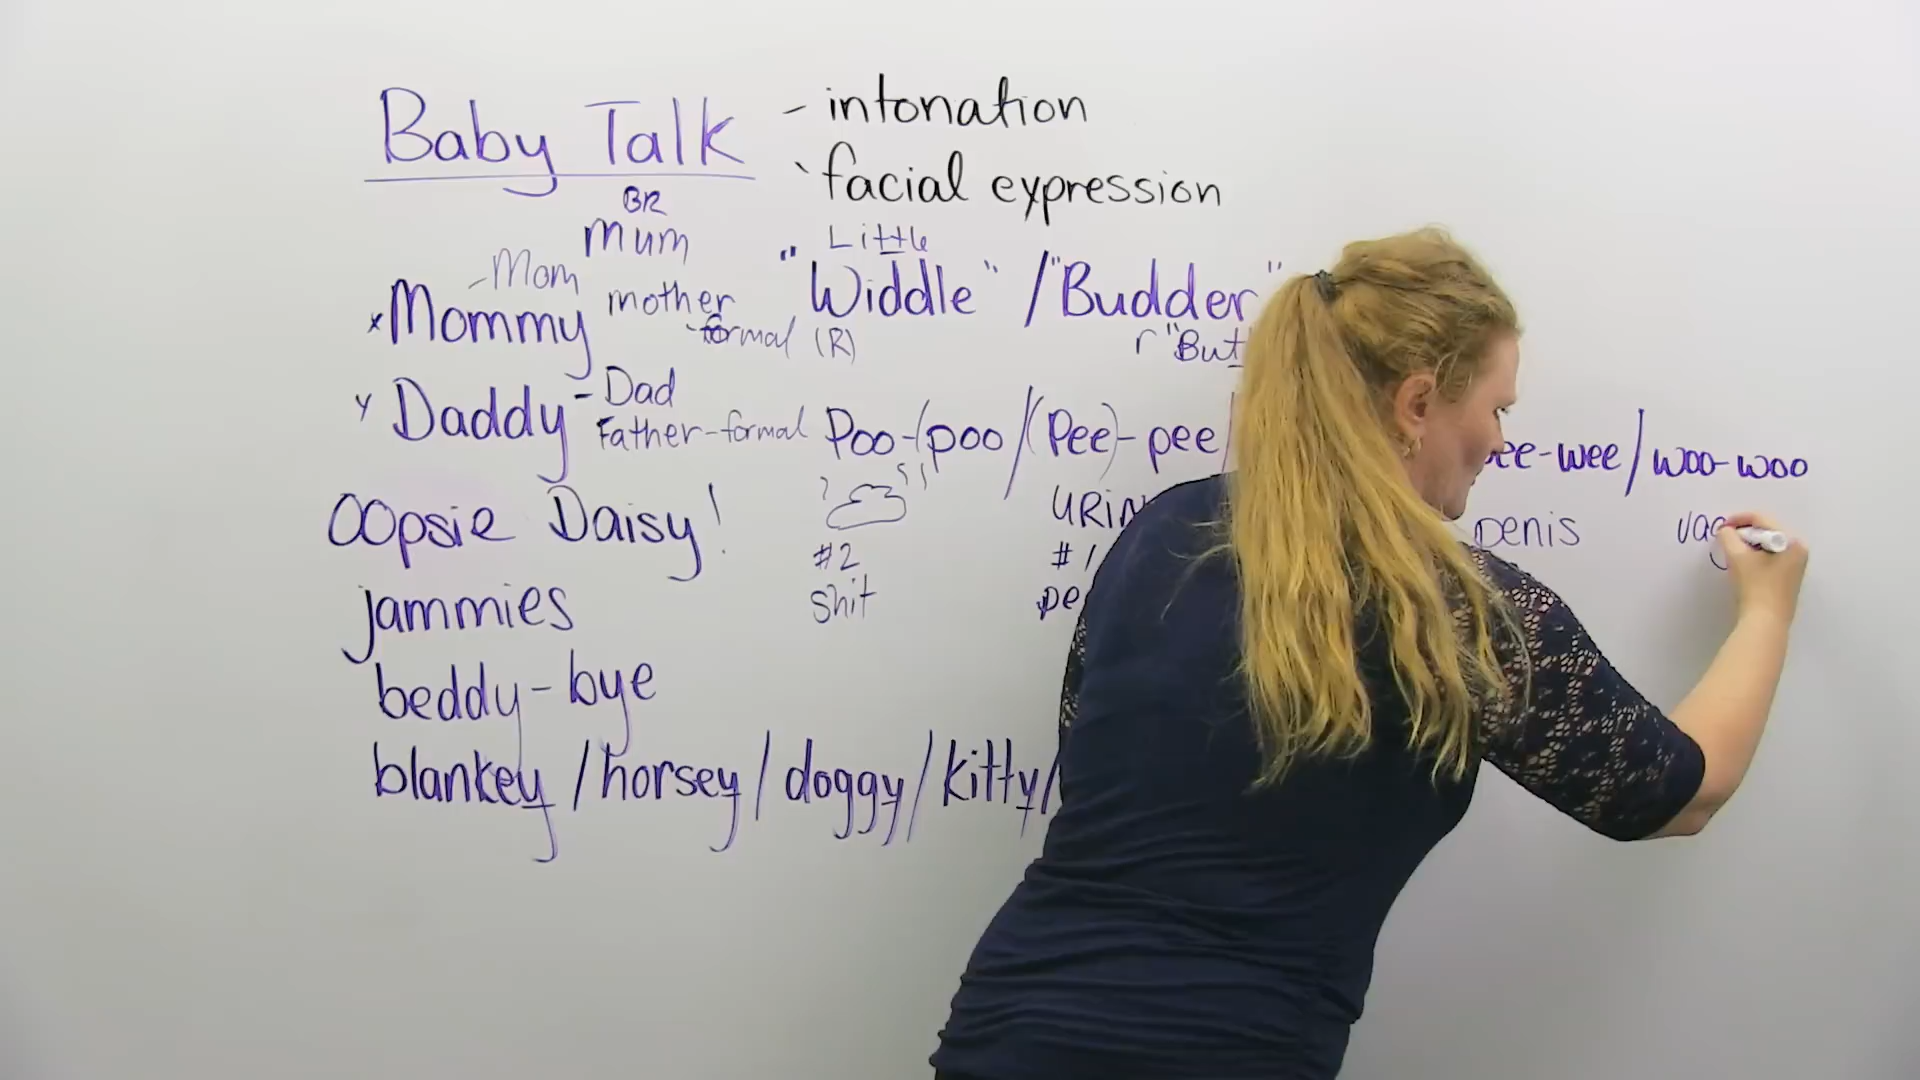 Baby Talk - intonation
- facial expression
BR
Mum
- Mom
x Mommy mother
- formal
Little
"Widdle" / "Budder"
(R) r "But
y Daddy - Dad
Father-formal
Poo-(poo / (Pee)-pee / ee-wee / woo-woo
URIN penis vag
#2 #1
shit pe
OOpsie Daisy!
jammies
beddy-bye
blankey / horsey / doggy / kitty /